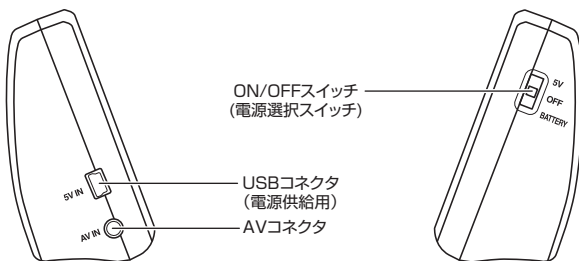 ON/OFFスイッチ
(電源選択スイッチ)
5V
OFF
BATTERY
USBコネクタ
（電源供給用）
5V IN
AVコネクタ
AV IN